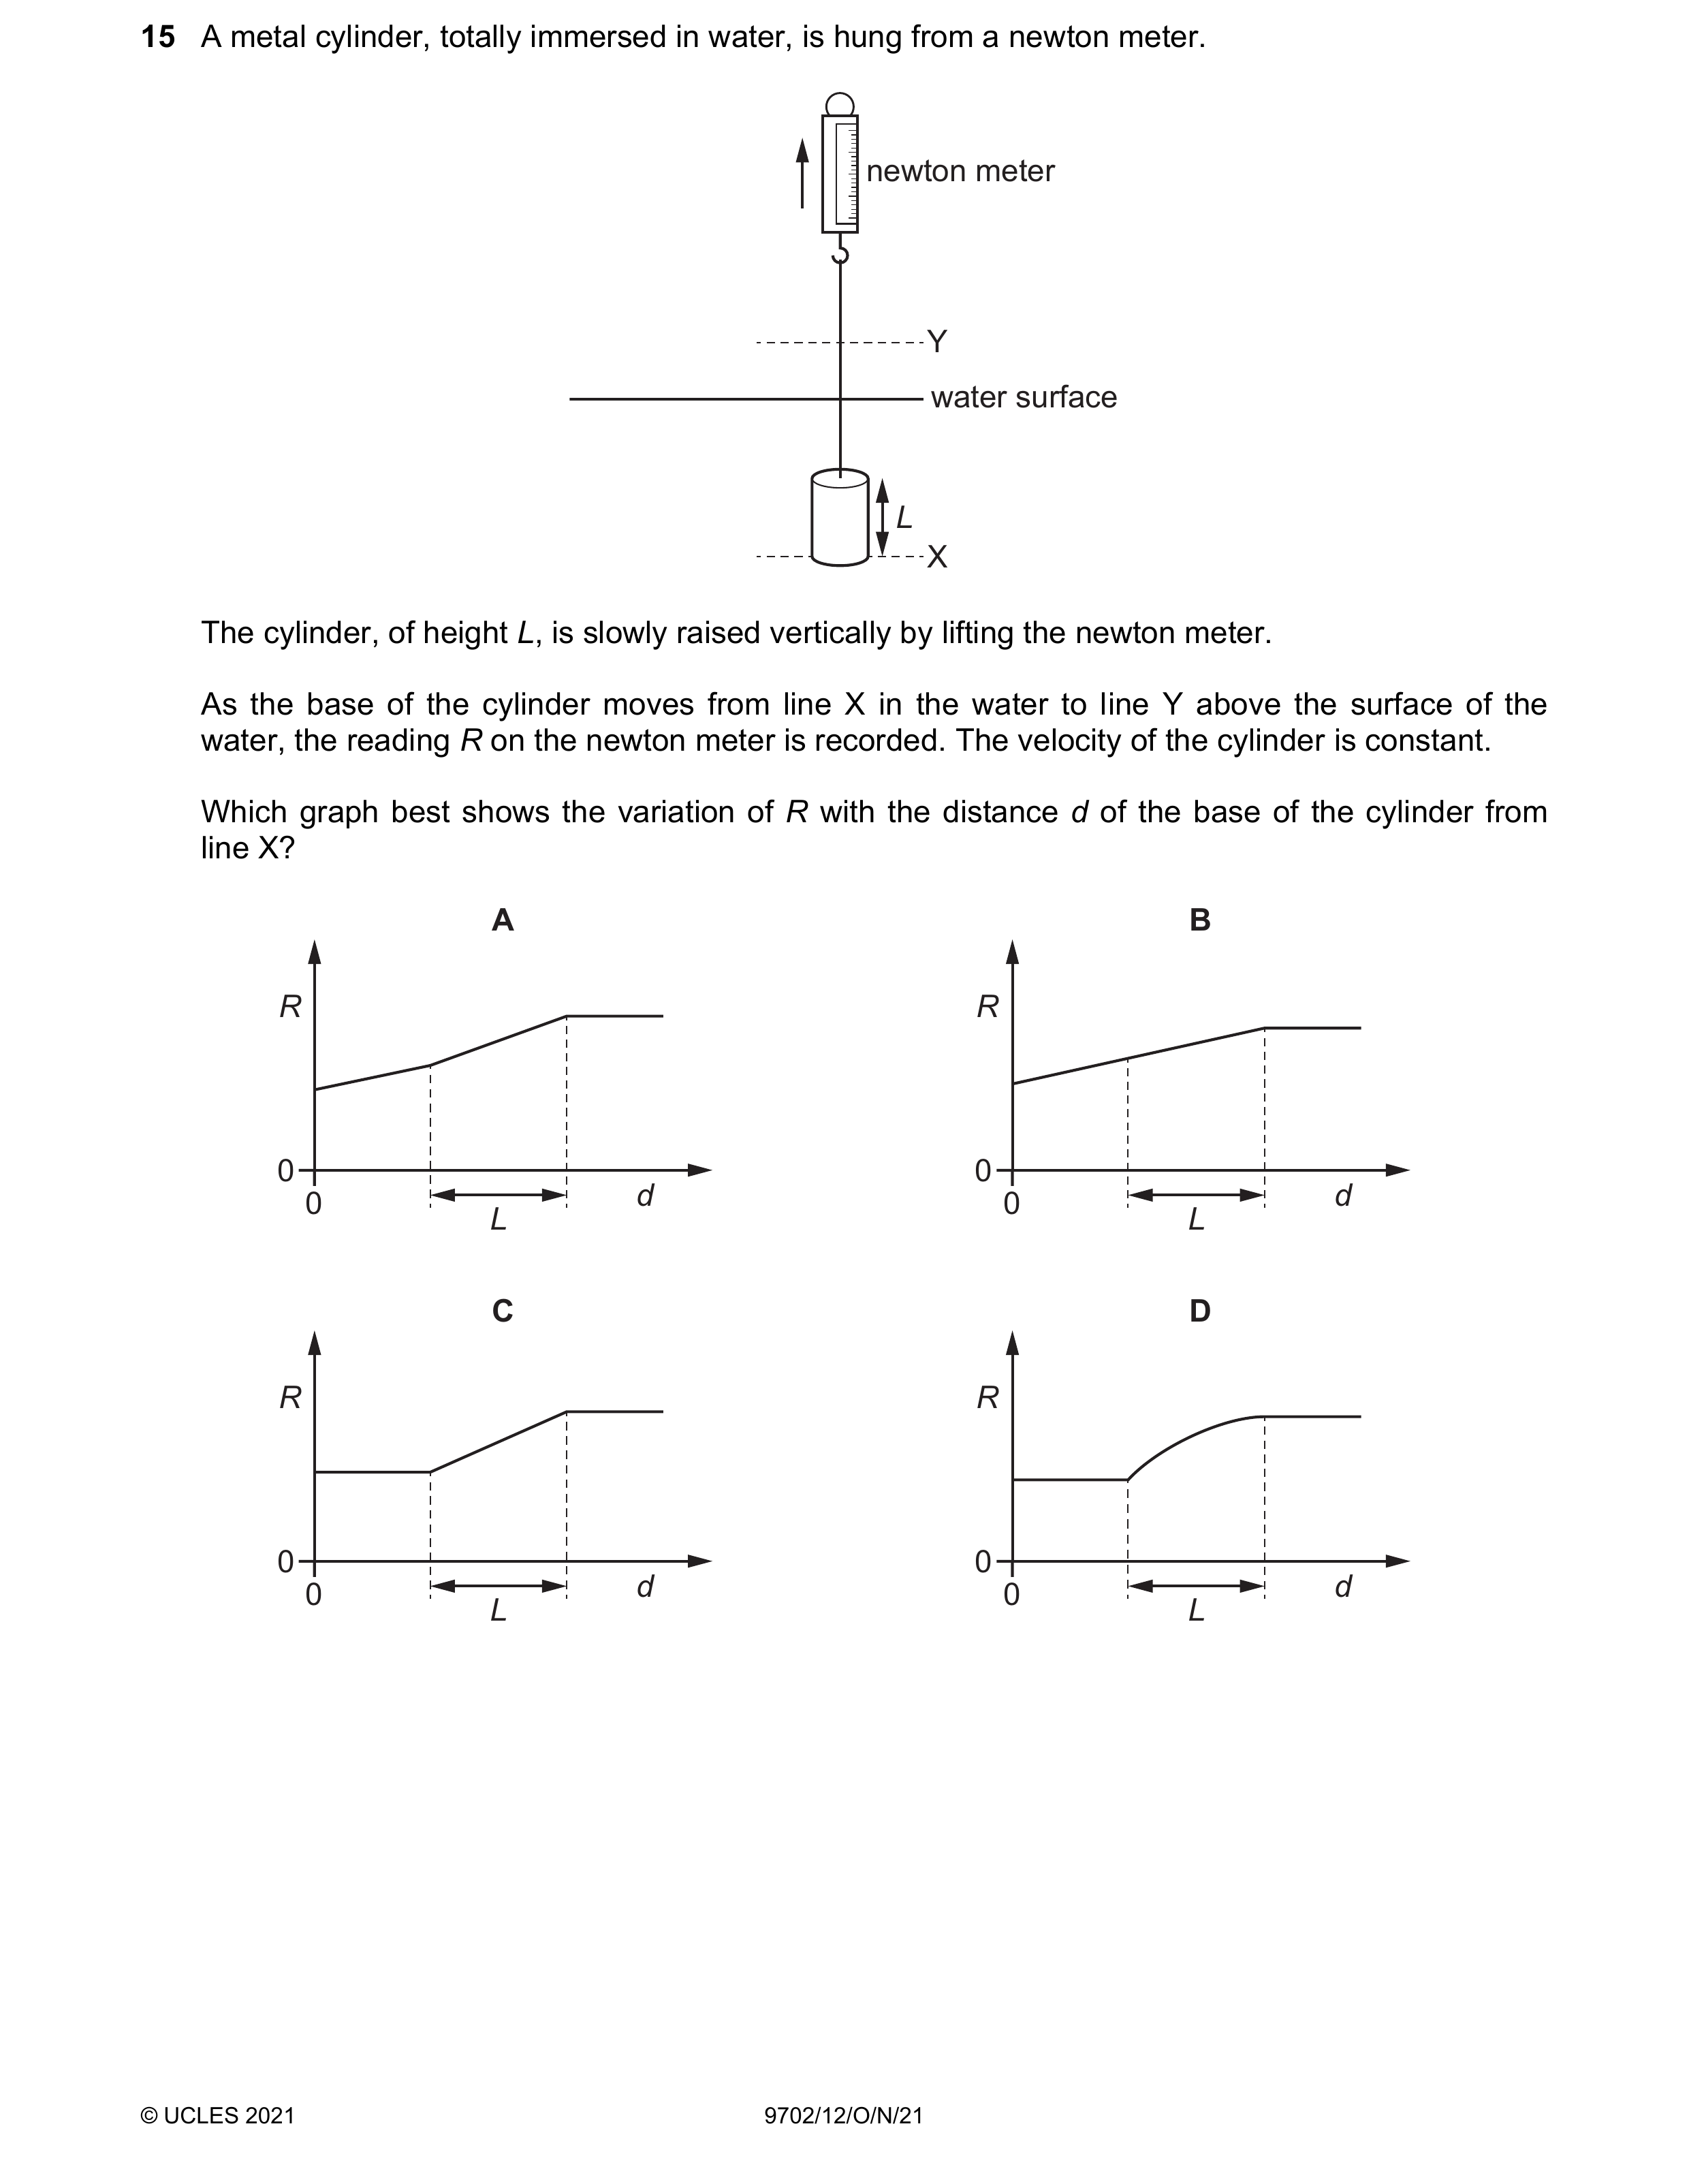 15 A metal cylinder, totally immersed in water, is hung from a newton meter.
newton meter
Y
water surface
L
X
The cylinder, of height L, is slowly raised vertically by lifting the newton meter.
As the base of the cylinder moves from line X in the water to line Y above the surface of the
water, the reading R on the newton meter is recorded. The velocity of the cylinder is constant.
Which graph best shows the variation of R with the distance d of the base of the cylinder from
line X?
A
R
0
0
L
d
B
R
0
0
L
d
C
R
0
0
L
d
D
R
0
0
L
d
© UCLES 2021
9702/12/O/N/21